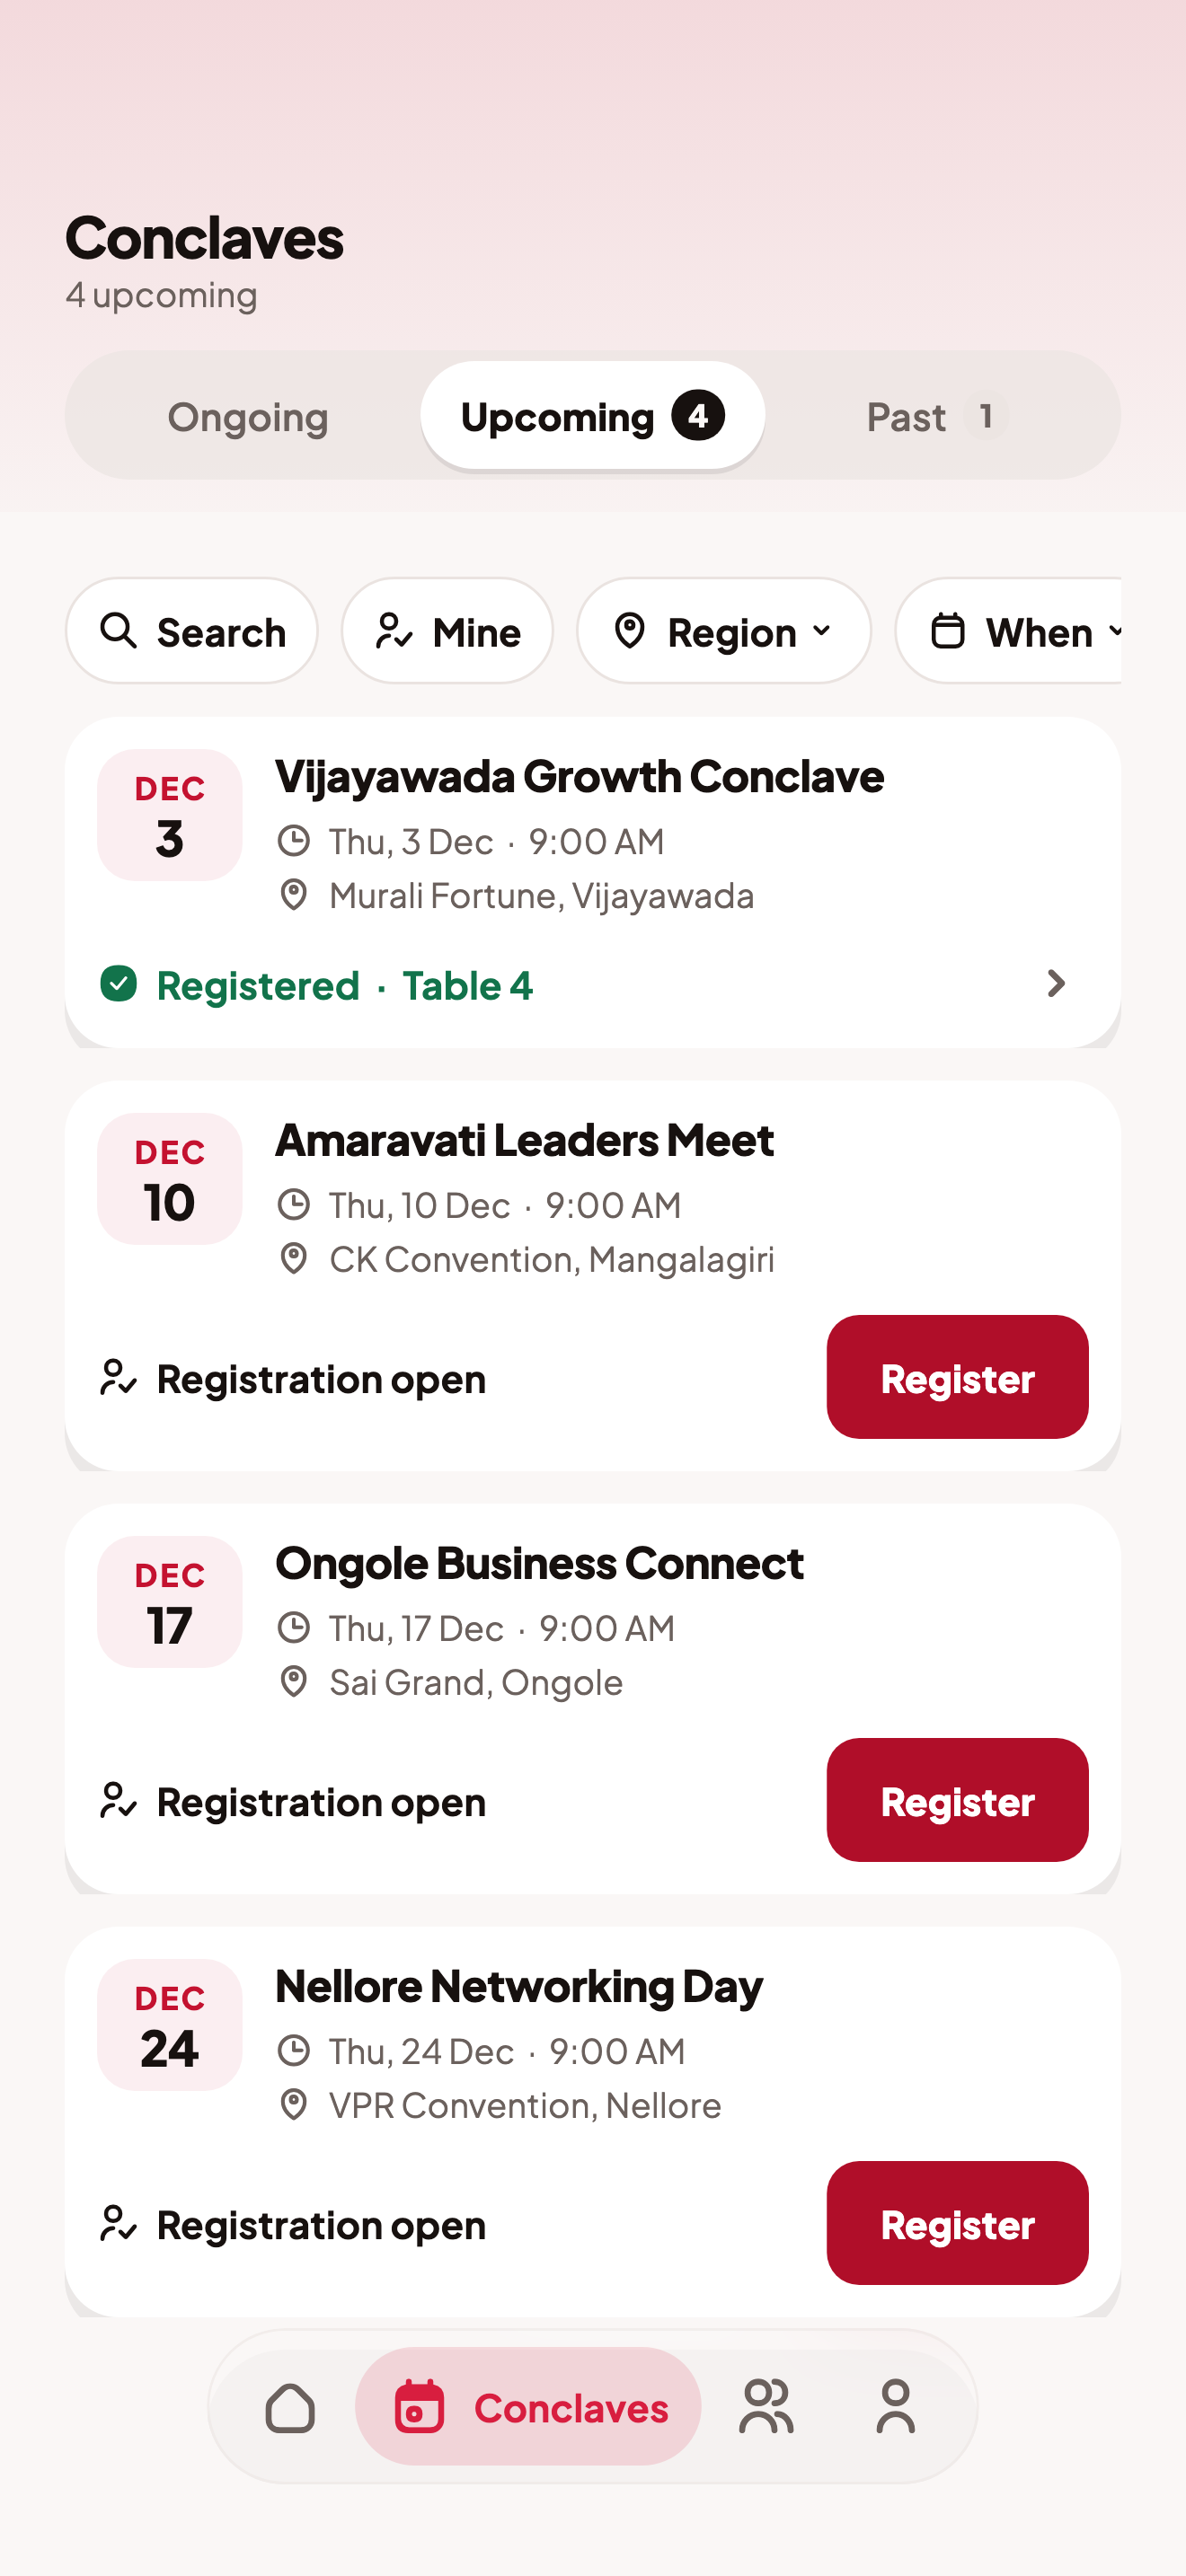 Conclaves
4 upcoming
Ongoing
Upcoming 4
Past 1
Search
Mine
Region
When
DEC
3
Vijayawada Growth Conclave
Thu, 3 Dec · 9:00 AM
Murali Fortune, Vijayawada
Registered · Table 4
DEC
10
Amaravati Leaders Meet
Thu, 10 Dec · 9:00 AM
CK Convention, Mangalagiri
Registration open
Register
DEC
17
Ongole Business Connect
Thu, 17 Dec · 9:00 AM
Sai Grand, Ongole
Registration open
Register
DEC
24
Nellore Networking Day
Thu, 24 Dec · 9:00 AM
VPR Convention, Nellore
Registration open
Register
Conclaves